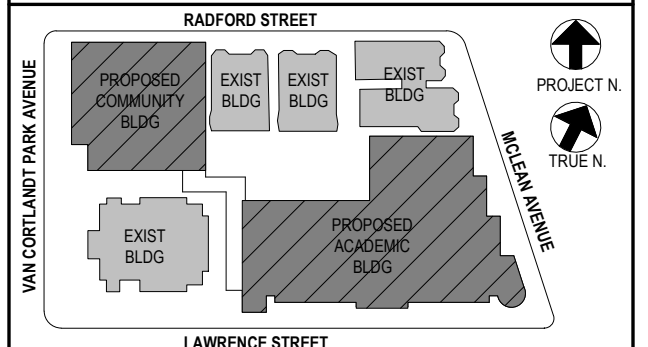 RADFORD STREET
PROPOSED
COMMUNITY
BLDG
EXIST
BLDG
EXIST
BLDG
EXIST
BLDG
PROJECT N.
TRUE N.
VAN CORTLANDT PARK AVENUE
MCLEAN AVENUE
EXIST
BLDG
PROPOSED
ACADEMIC
BLDG
LAWRENCE STREET